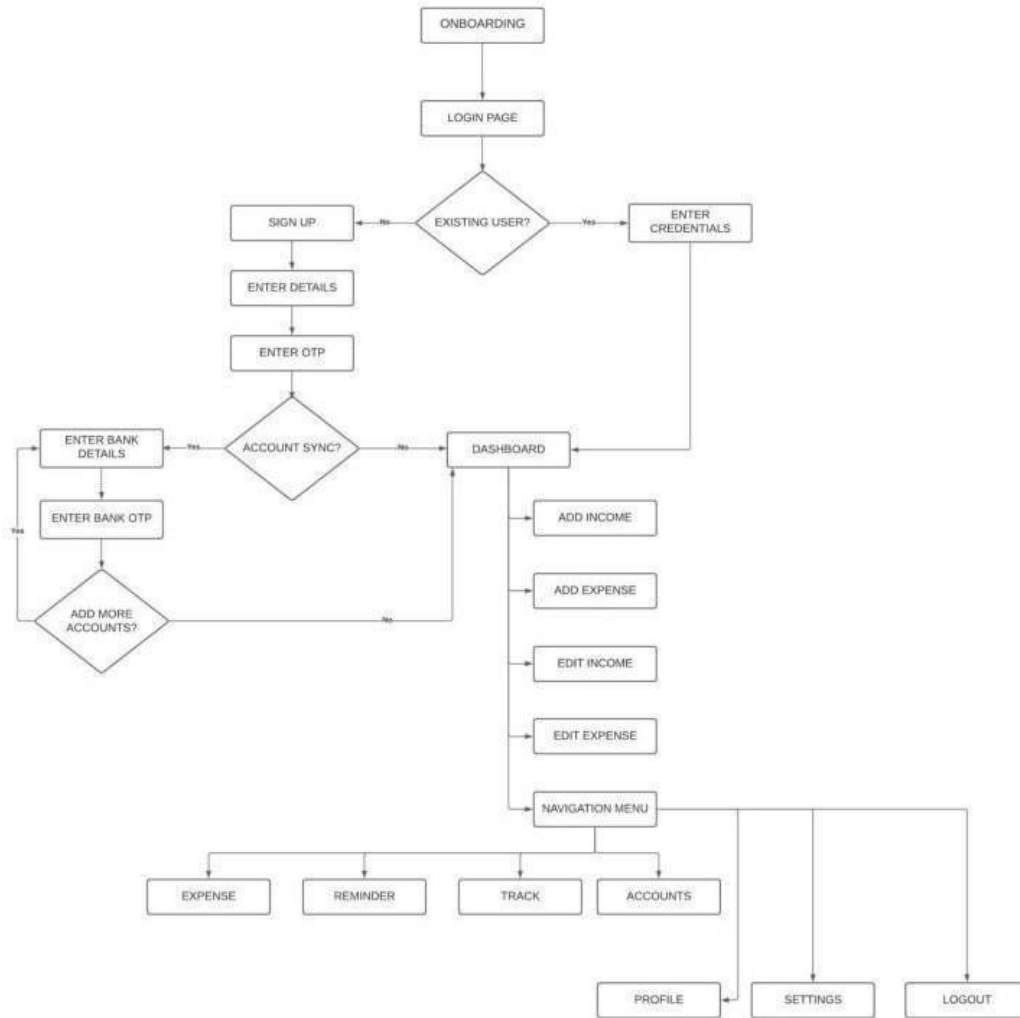 ONBOARDING
LOGIN PAGE
EXISTING USER?
No
Yes
SIGN UP
ENTER
CREDENTIALS
ENTER DETAILS
ENTER OTP
ACCOUNT SYNC?
Yes
No
ENTER BANK
DETAILS
DASHBOARD
ENTER BANK OTP
Yes
ADD MORE
ACCOUNTS?
No
ADD INCOME
ADD EXPENSE
EDIT INCOME
EDIT EXPENSE
NAVIGATION MENU
EXPENSE
REMINDER
TRACK
ACCOUNTS
PROFILE
SETTINGS
LOGOUT